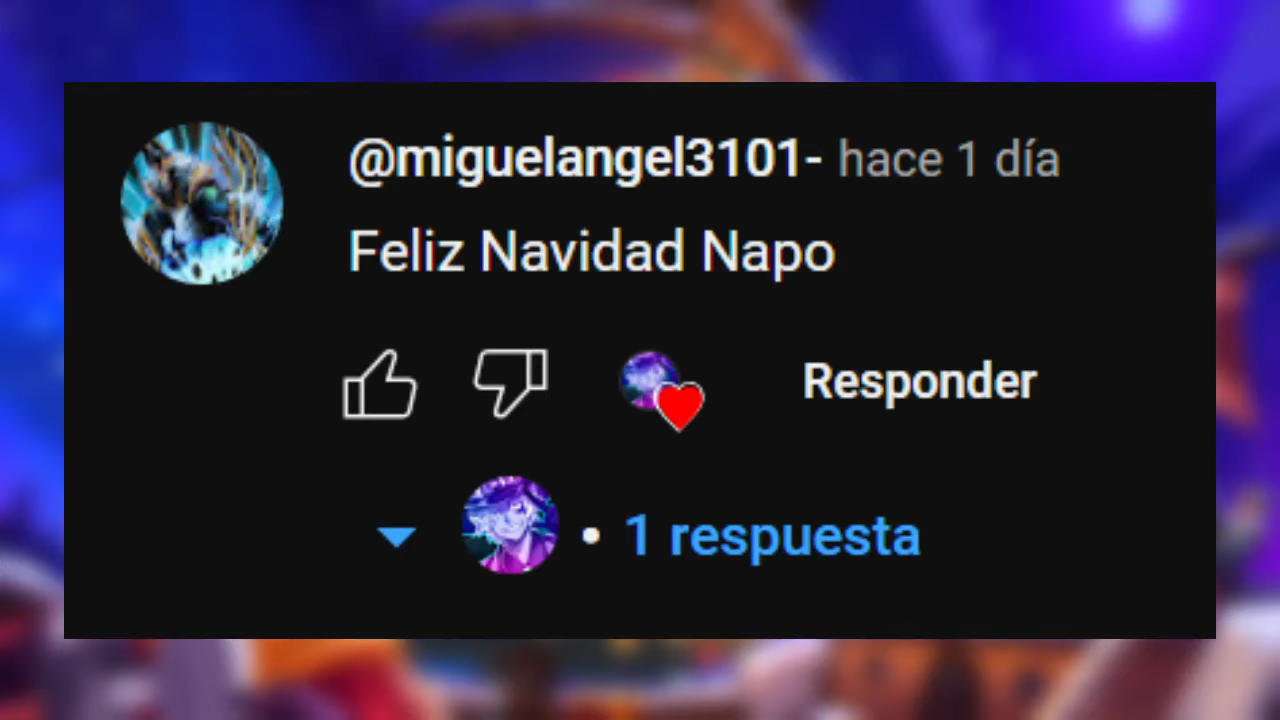 @miguelangel3101- hace 1 día
Feliz Navidad Napo
Responder
• 1 respuesta